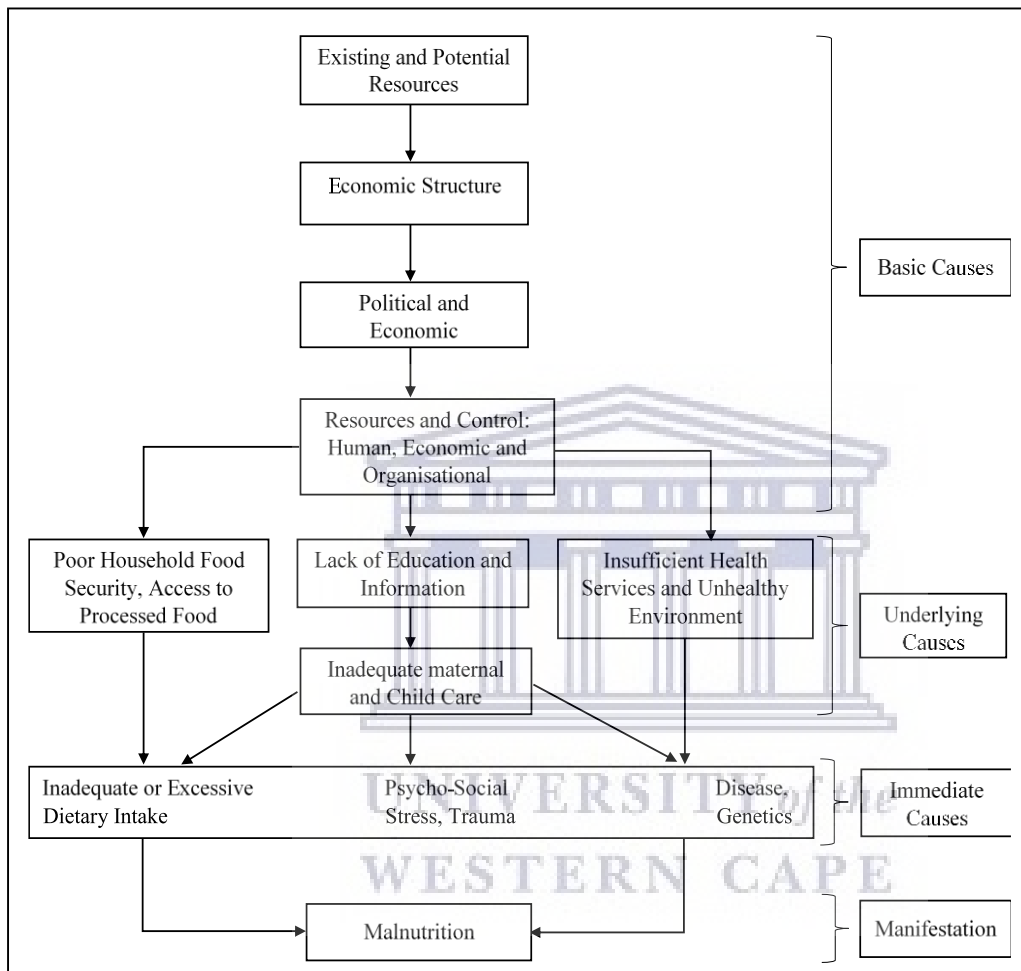 Existing and Potential
Resources
Economic Structure
Political and
Economic
Basic Causes
Resources and Control:
Human, Economic and
Organisational
Poor Household Food
Security, Access to
Processed Food
Lack of Education and
Information
Insufficient Health
Services and Unhealthy
Environment
Underlying
Causes
Inadequate maternal
and Child Care
Inadequate or Excessive
Dietary Intake
Psycho-Social
Stress, Trauma
Disease,
Genetics
Immediate
Causes
UNIVERSITY of the
WESTERN CAPE
Malnutrition
Manifestation